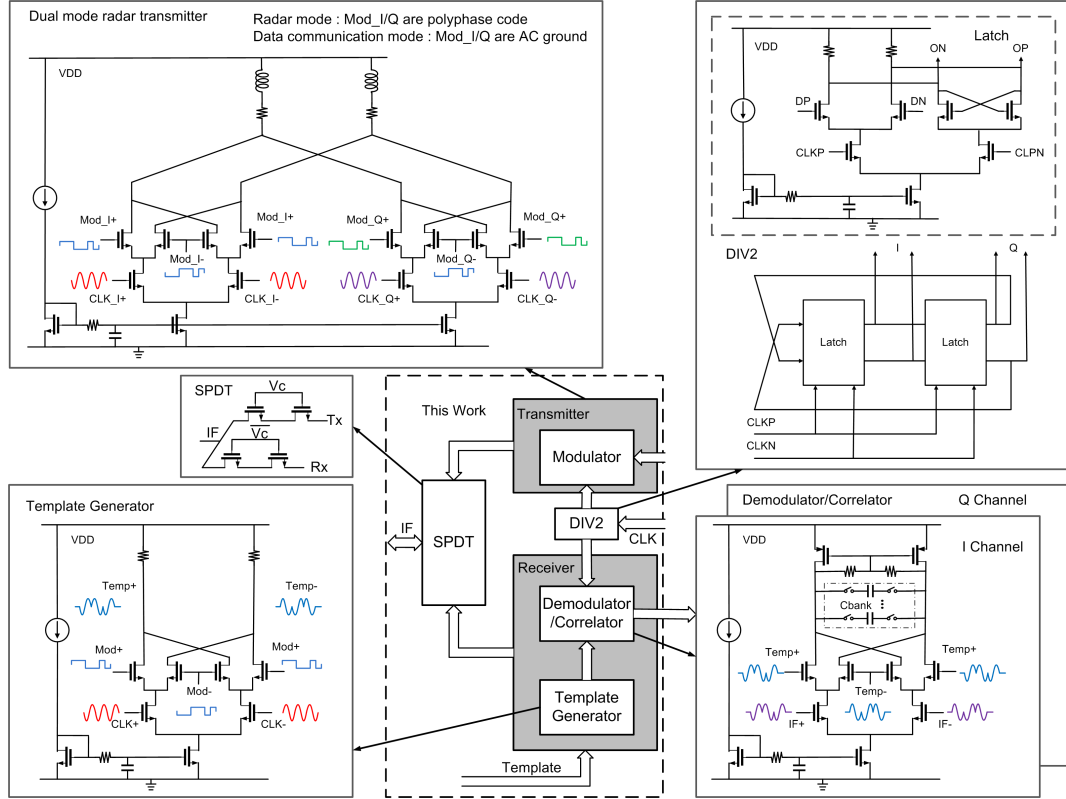 Dual mode radar transmitter
Radar mode : Mod_I/Q are polyphase code
Data communication mode : Mod_I/Q are AC ground
VDD
Mod_I+
Mod_I+
Mod_Q+
Mod_Q+
Mod_I-
Mod_Q-
CLK_I+
CLK_I-
CLK_Q+
CLK_Q-
Latch
VDD
ON
OP
DP
DN
CLKP
CLPN
DIV2
I
Q
Latch
Latch
CLKP
CLKN
SPDT
Vc
Tx
IF
Vc
Rx
This Work
Transmitter
Modulator
DIV2
CLK
IF
SPDT
Receiver
Demodulator
/Correlator
Template
Generator
Template
Template Generator
VDD
Temp+
Temp-
Mod+
Mod+
Mod-
CLK+
CLK-
Demodulator/Correlator
Q Channel
I Channel
VDD
Cbank
Temp+
Temp+
Temp-
IF+
IF-